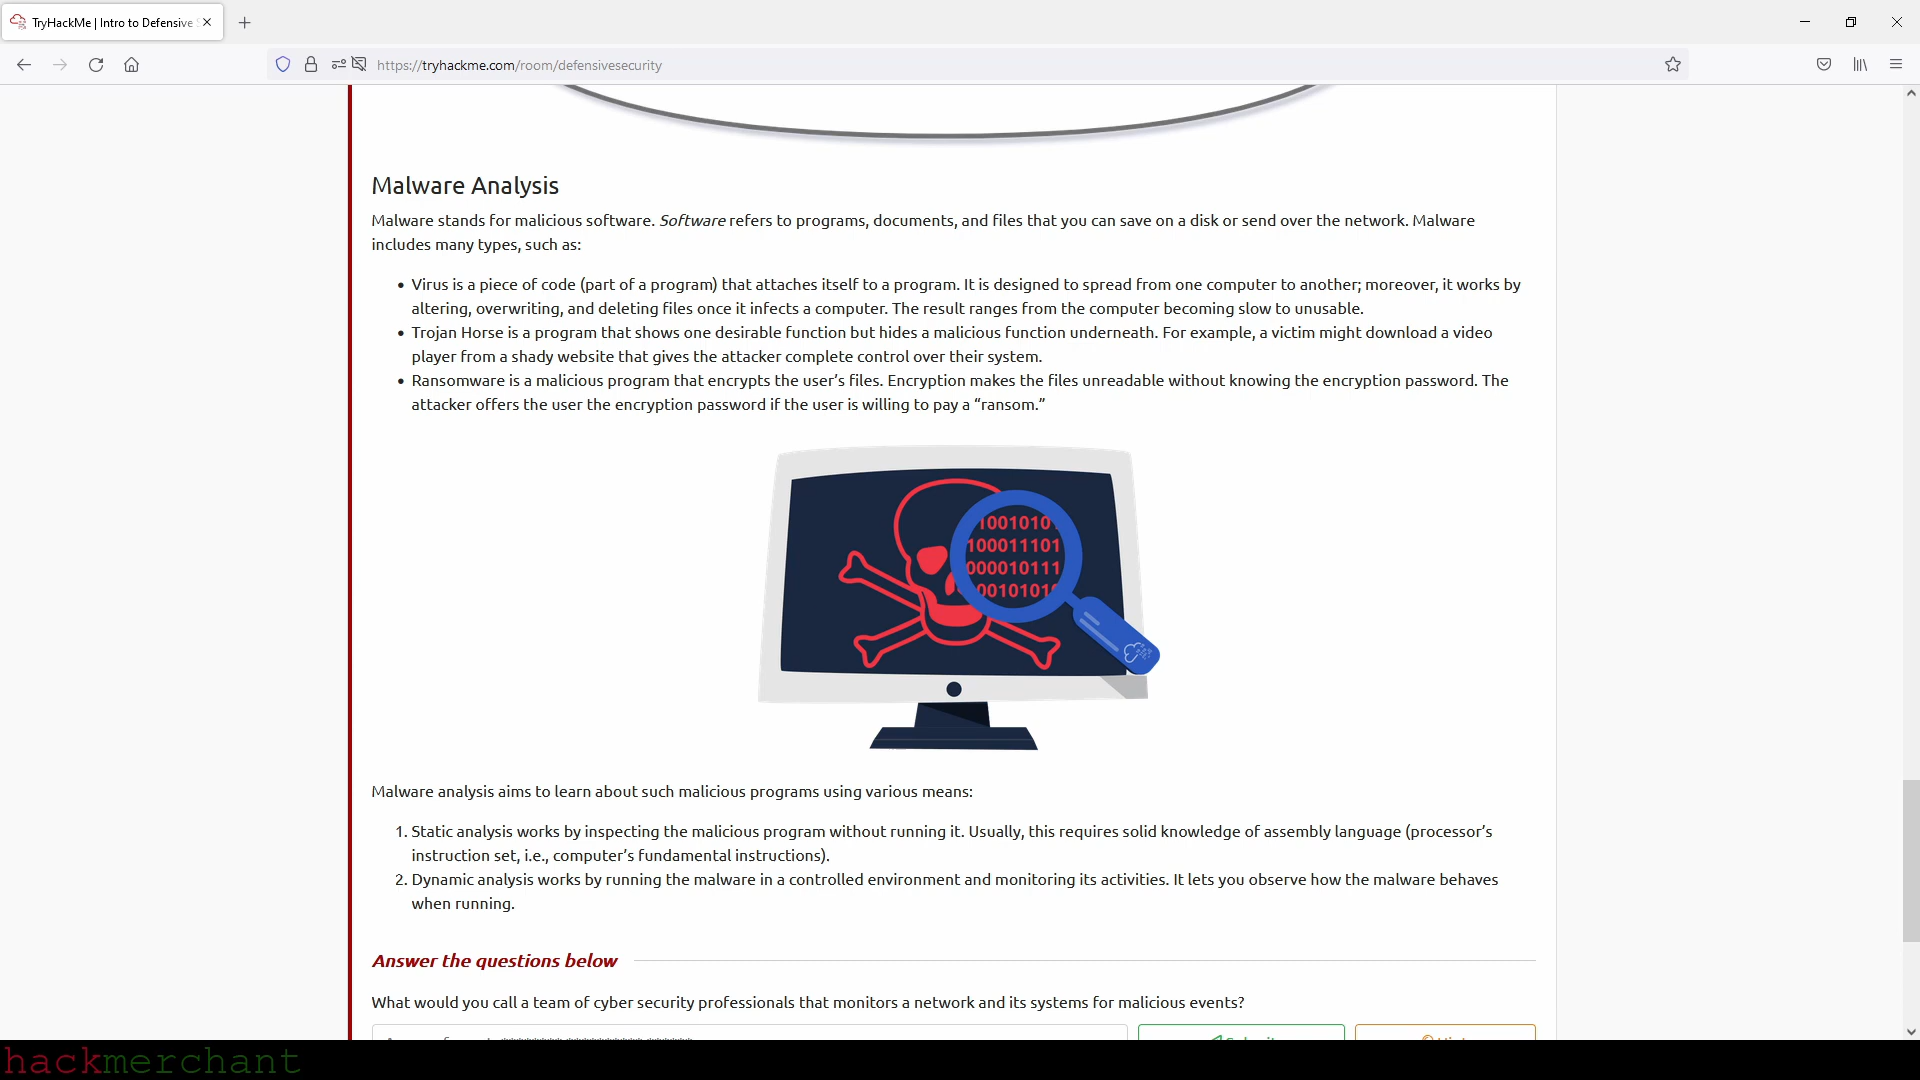 TryHackMe | Intro to Defensive
https://tryhackme.com/room/defensivesecurity
Malware Analysis
Malware stands for malicious software. Software refers to programs, documents, and files that you can save on a disk or send over the network. Malware
includes many types, such as:
• Virus is a piece of code (part of a program) that attaches itself to a program. It is designed to spread from one computer to another; moreover, it works by
altering, overwriting, and deleting files once it infects a computer. The result ranges from the computer becoming slow to unusable.
• Trojan Horse is a program that shows one desirable function but hides a malicious function underneath. For example, a victim might download a video
player from a shady website that gives the attacker complete control over their system.
• Ransomware is a malicious program that encrypts the user’s files. Encryption makes the files unreadable without knowing the encryption password. The
attacker offers the user the encryption password if the user is willing to pay a “ransom.”
1001010
100011101
000010111
00101010
Malware analysis aims to learn about such malicious programs using various means:
1. Static analysis works by inspecting the malicious program without running it. Usually, this requires solid knowledge of assembly language (processor’s
instruction set, i.e., computer’s fundamental instructions).
2. Dynamic analysis works by running the malware in a controlled environment and monitoring its activities. It lets you observe how the malware behaves
when running.
Answer the questions below
What would you call a team of cyber security professionals that monitors a network and its systems for malicious events?
hackmerchant